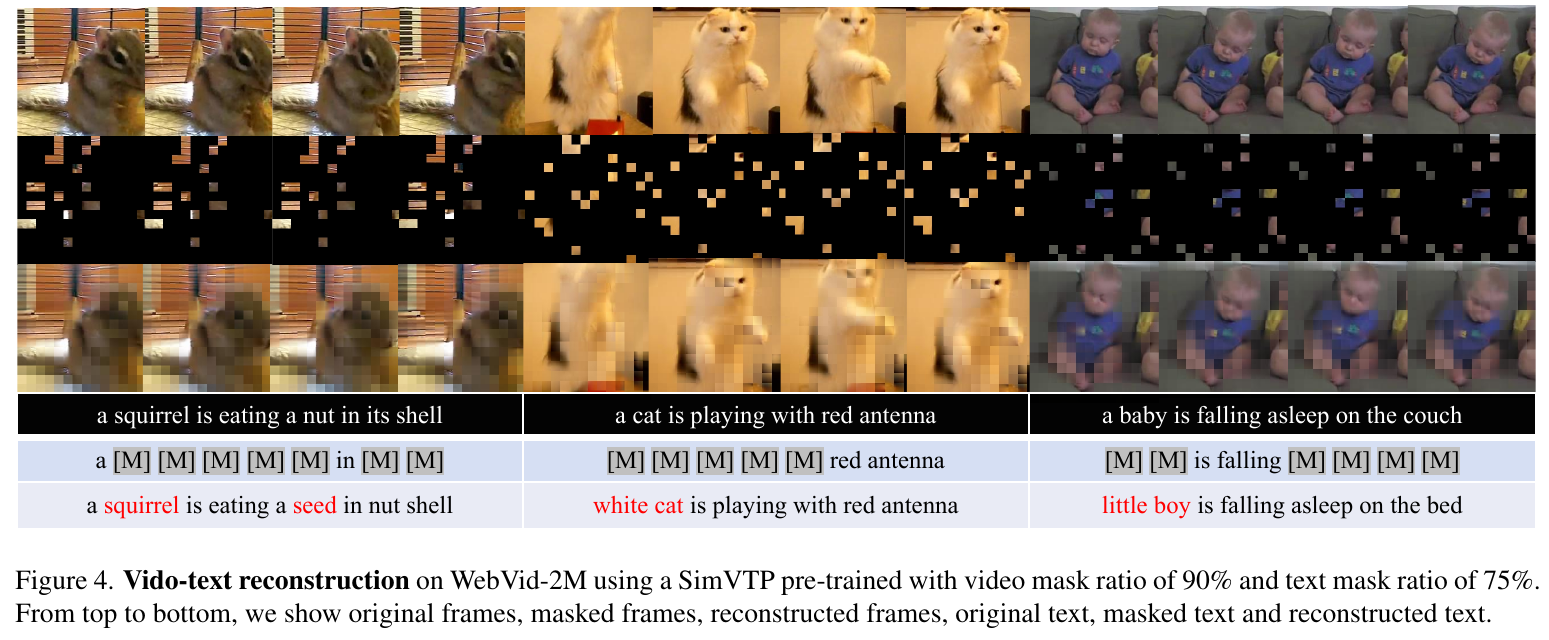 a squirrel is eating a nut in its shell
a cat is playing with red antenna
a baby is falling asleep on the couch
a [M] [M] [M] [M] [M] in [M] [M]
[M] [M] [M] [M] [M] red antenna
[M] [M] is falling [M] [M] [M] [M]
a squirrel is eating a seed in nut shell
white cat is playing with red antenna
little boy is falling asleep on the bed
Figure 4. Vido-text reconstruction on WebVid-2M using a SimVTP pre-trained with video mask ratio of 90% and text mask ratio of 75%.
From top to bottom, we show original frames, masked frames, reconstructed frames, original text, masked text and reconstructed text.